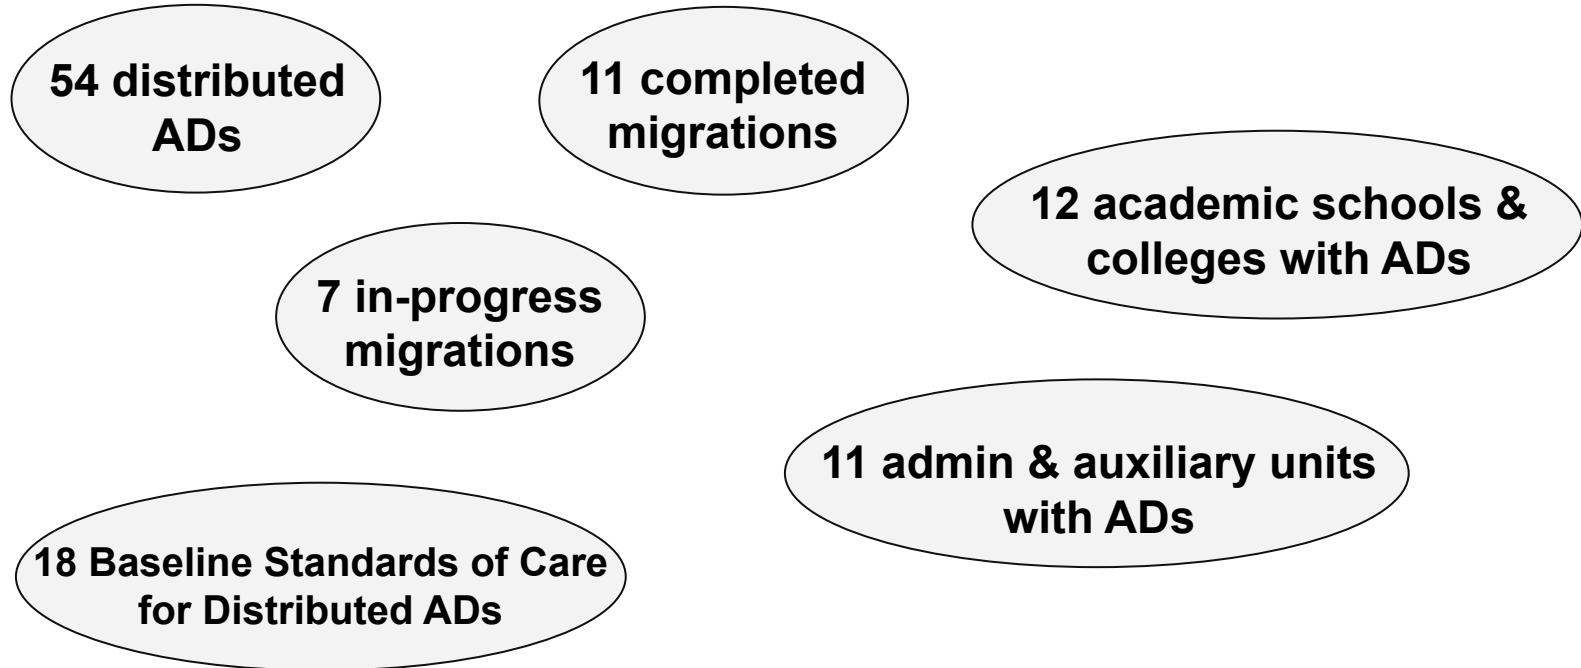 54 distributed
ADs
11 completed
migrations
12 academic schools &
colleges with ADs
7 in-progress
migrations
11 admin & auxiliary units
with ADs
18 Baseline Standards of Care
for Distributed ADs